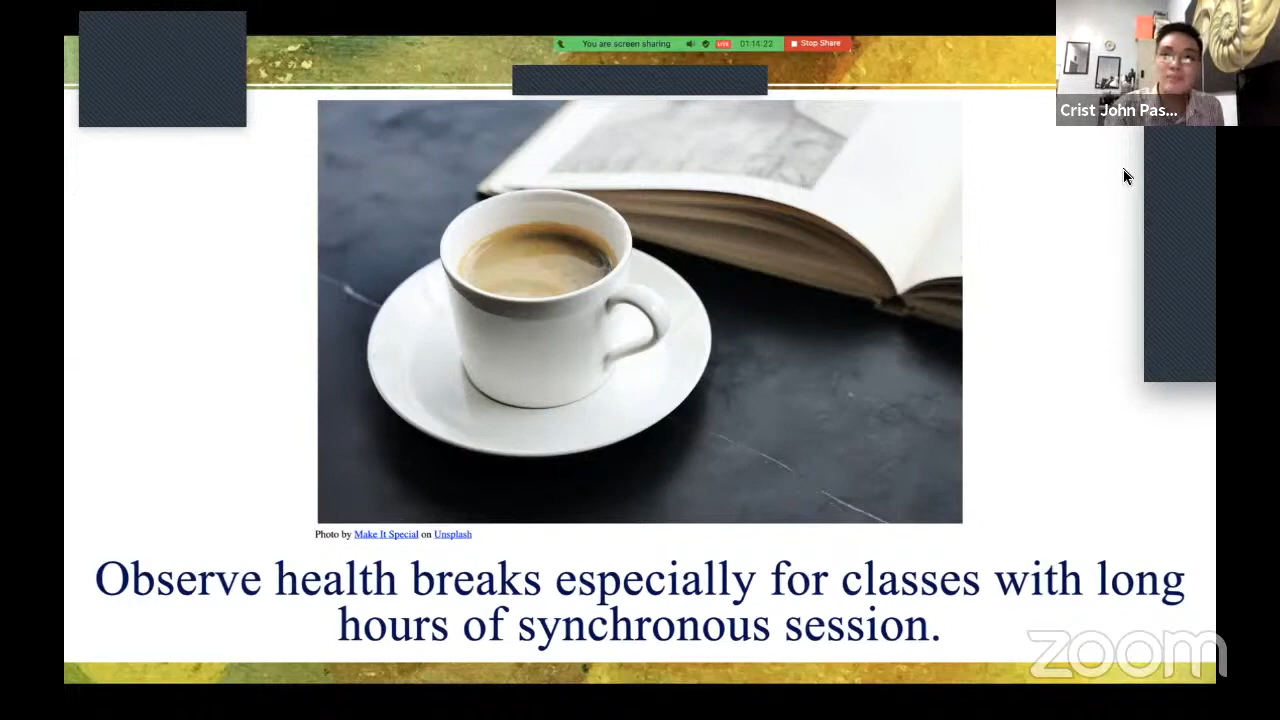 You are screen sharing LIVE 01:14:22 Stop Share
Crist John Pas...
Photo by Make It Special on Unsplash
Observe health breaks especially for classes with long
hours of synchronous session.
zoom